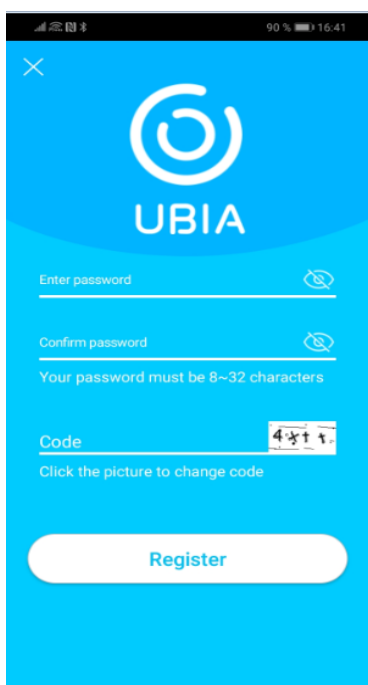 90 % 16:41
UBIA
Enter password
Confirm password
Your password must be 8~32 characters
Code
Click the picture to change code
Register